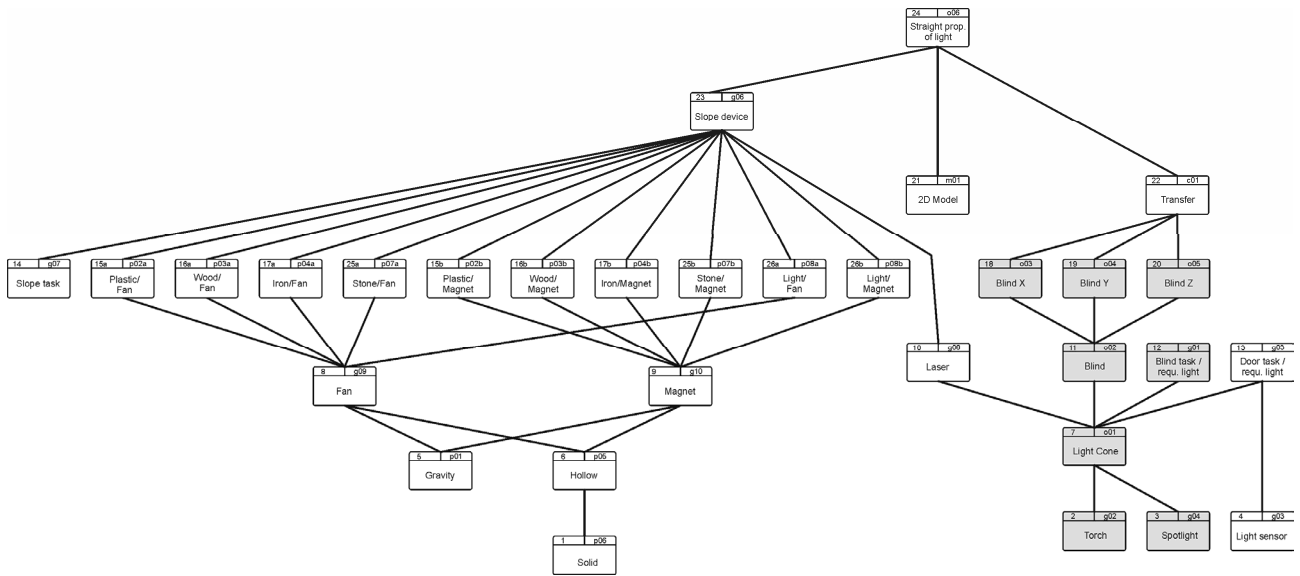 24 o06
Straight prop.
of light
23 g06
Slope device
21 m01
2D Model
22 c01
Transfer
14 g07
Slope task
15a p02a
Plastic/
Fan
16a p03a
Wood/
Fan
17a p04a
Iron/Fan
25a p07a
Stone/Fan
15b p02b
Plastic/
Magnet
16b p03b
Wood/
Magnet
17b p04b
Iron/Magnet
25b p07b
Stone/
Magnet
26a p08a
Light/
Fan
26b p08b
Light/
Magnet
18 o03
Blind X
19 o04
Blind Y
20 o05
Blind Z
8 g09
Fan
9 g10
Magnet
10 g08
Laser
11 o02
Blind
12 g01
Blind task /
requ. light
13 g05
Door task /
requ. light
5 p01
Gravity
6 p05
Hollow
7 o01
Light Cone
1 p06
Solid
2 g02
Torch
3 g04
Spotlight
4 g03
Light sensor